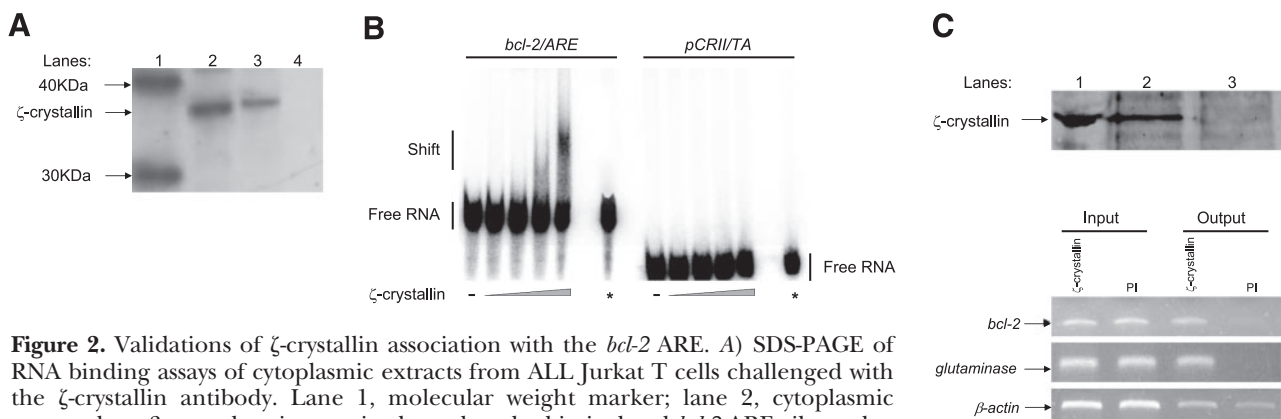 A
Lanes: 1 2 3 4
40KDa
ζ-crystallin
30KDa
B
bcl-2/ARE pCRII/TA
Shift
Free RNA
Free RNA
ζ-crystallin - * - *
C
Lanes: 1 2 3
ζ-crystallin
Input Output
ζ-crystallin PI ζ-crystallin PI
bcl-2
glutaminase
β-actin
Figure 2. Validations of ζ-crystallin association with the bcl-2 ARE. A) SDS-PAGE of
RNA binding assays of cytoplasmic extracts from ALL Jurkat T cells challenged with
the ζ-crystallin antibody. Lane 1, molecular weight marker; lane 2, cytoplasmic